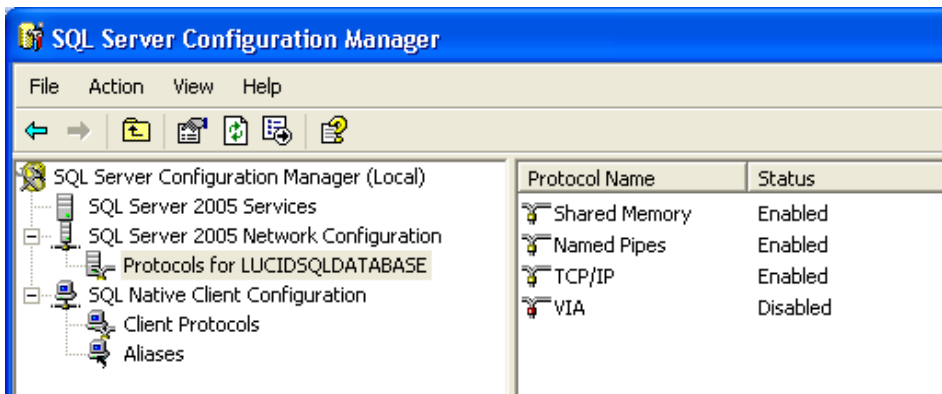 SQL Server Configuration Manager
File Action View Help
SQL Server Configuration Manager (Local)
SQL Server 2005 Services
SQL Server 2005 Network Configuration
Protocols for LUCIDSQLDATABASE
SQL Native Client Configuration
Client Protocols
Aliases
Protocol Name Status
Shared Memory Enabled
Named Pipes Enabled
TCP/IP Enabled
VIA Disabled